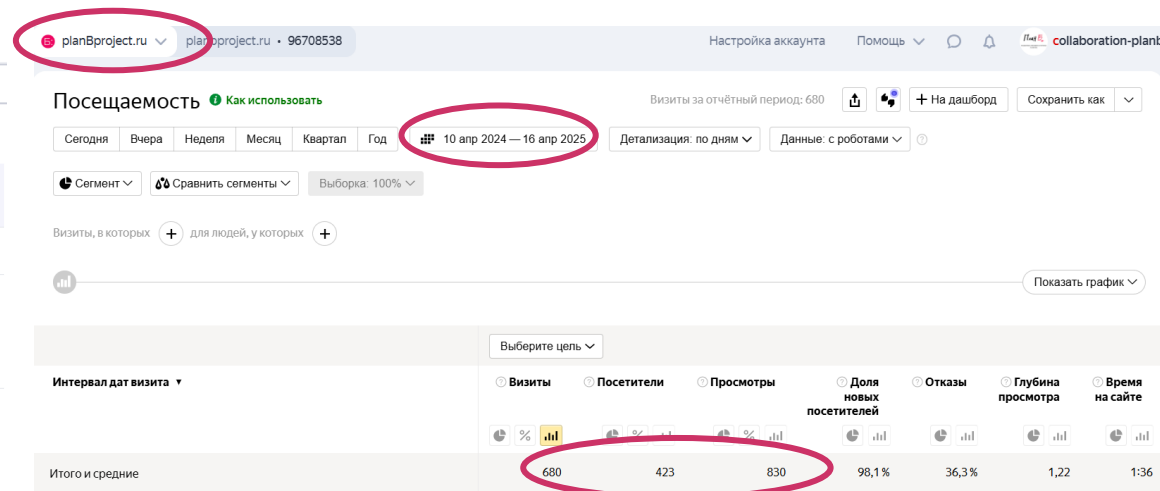 Б: planBproject.ru planbproject.ru • 96708538 Настройка аккаунта Помощь collaboration-planb
Посещаемость Как использовать Визиты за отчётный период: 680 + На дашборд Сохранить как
Сегодня Вчера Неделя Месяц Квартал Год 10 апр 2024 — 16 апр 2025 Детализация: по дням Данные: с роботами
Сегмент Сравнить сегменты Выборка: 100%
Визиты, в которых + для людей, у которых +
Показать график
Выберите цель
Интервал дат визита ▼ Визиты Посетители Просмотры Доля Отказы Глубина Время
новых просмотра на сайте
посетителей
%
Итого и средние 680 423 830 98,1 % 36,3 % 1,22 1:36